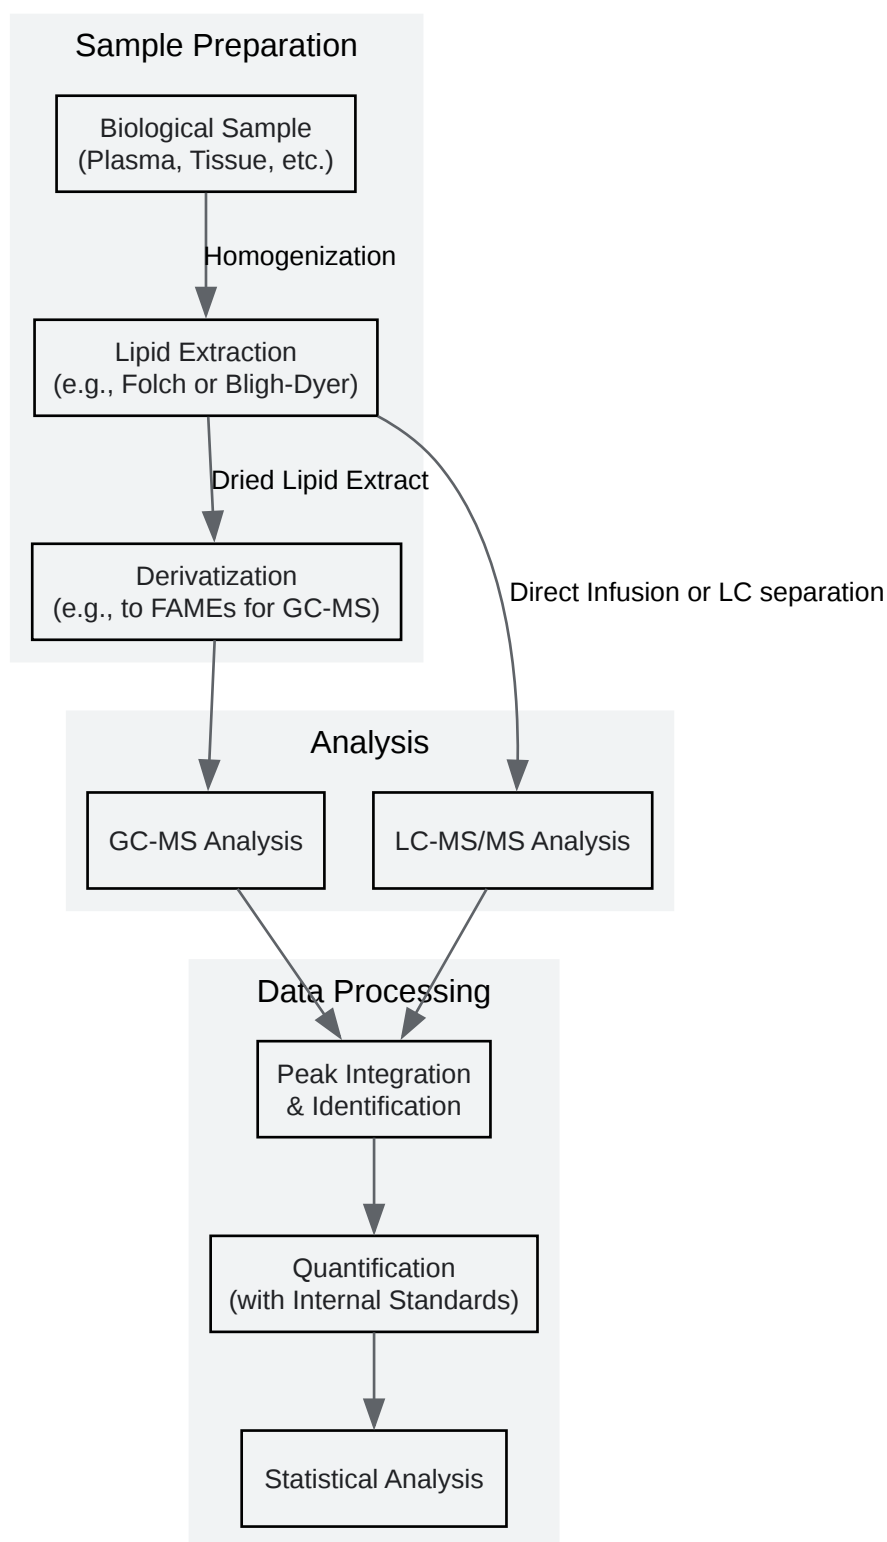 Sample Preparation
Biological Sample
(Plasma, Tissue, etc.)
Homogenization
Lipid Extraction
(e.g., Folch or Bligh-Dyer)
Dried Lipid Extract
Derivatization
(e.g., to FAMEs for GC-MS)
Direct Infusion or LC separation
Analysis
GC-MS Analysis
LC-MS/MS Analysis
Data Processing
Peak Integration
& Identification
Quantification
(with Internal Standards)
Statistical Analysis